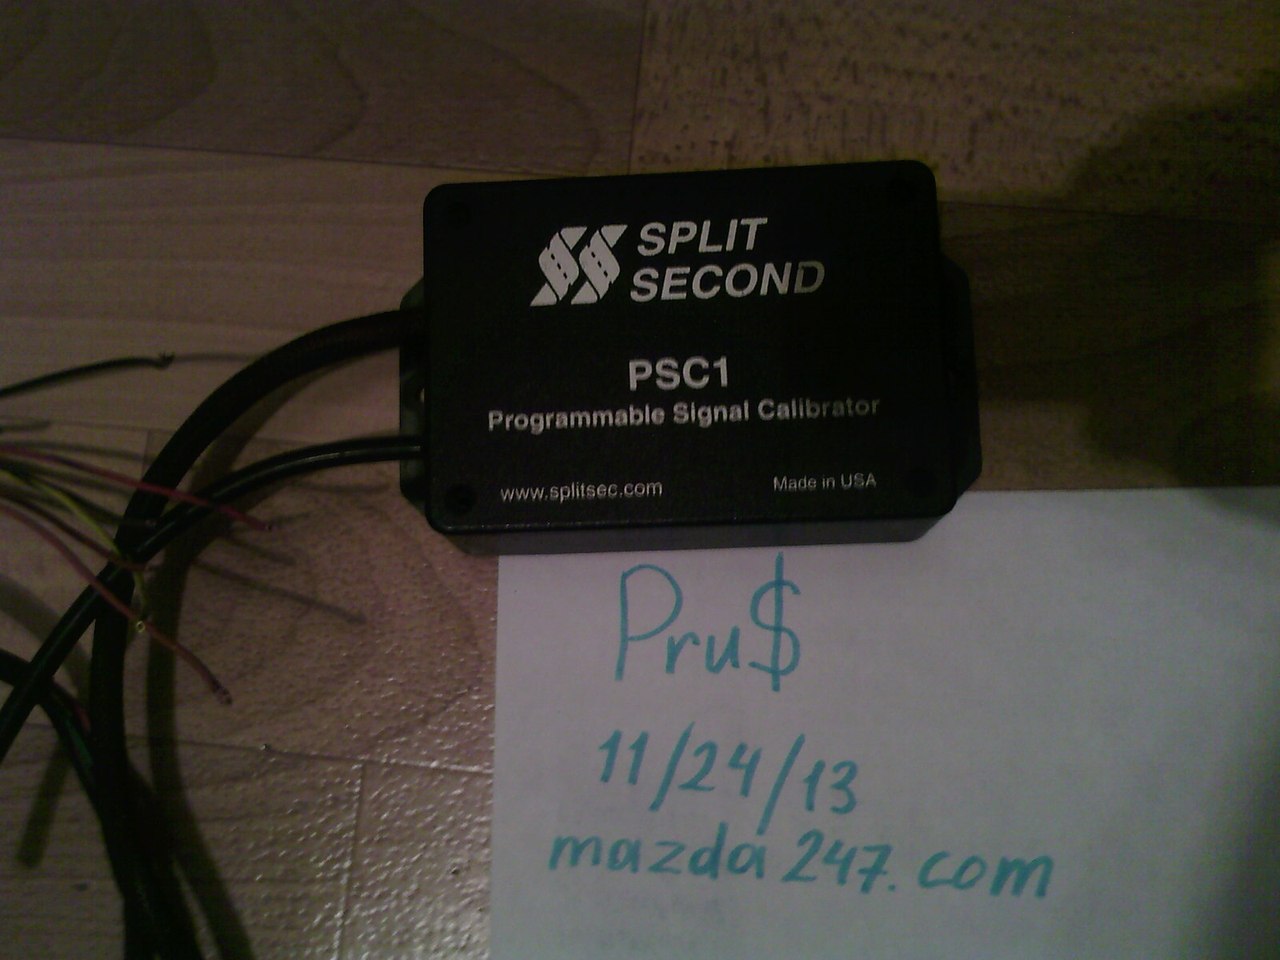 SPLIT
SECOND
PSC1
Programmable Signal Calibrator
www.splitsec.com Made in USA
Pru$
11/24/13
mazda247.com